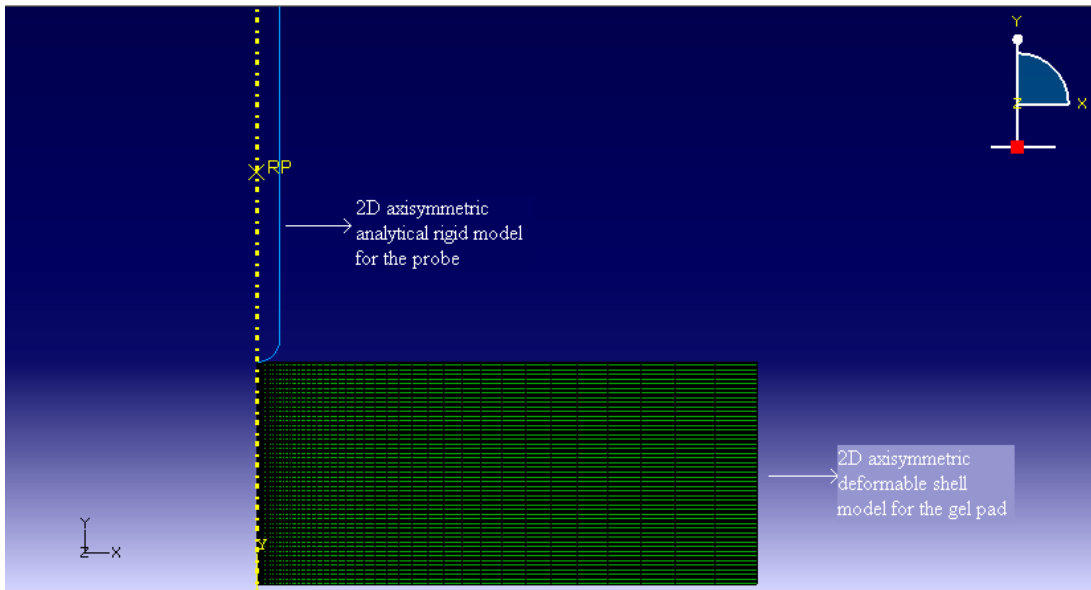 Y
Z
X
RP
2D axisymmetric
analytical rigid model
for the probe
2D axisymmetric
deformable shell
model for the gel pad
Y
Z
X
Y